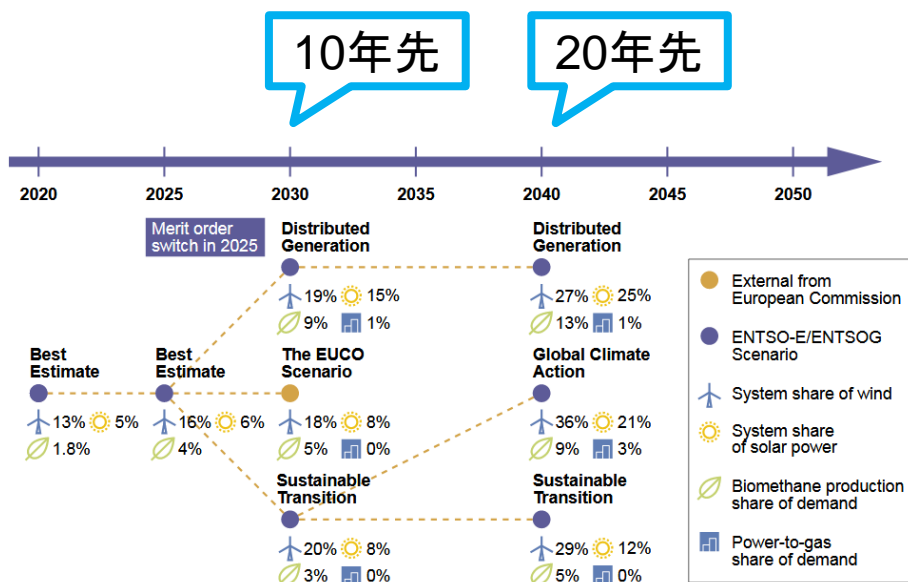 10年先
20年先
2020
2025
2030
2035
2040
2045
2050
Merit order
switch in 2025
Distributed
Generation
19% 15%
9% 1%
Distributed
Generation
27% 25%
13% 1%
Best
Estimate
13% 5%
1.8%
Best
Estimate
16% 6%
4%
The EUCO
Scenario
18% 8%
5% 0%
Global Climate
Action
36% 21%
9% 3%
Sustainable
Transition
20% 8%
3% 0%
Sustainable
Transition
29% 12%
5% 0%
External from
European Commission
ENTSO-E/ENTSOG
Scenario
System share of wind
System share
of solar power
Biomethane production
share of demand
Power-to-gas
share of demand